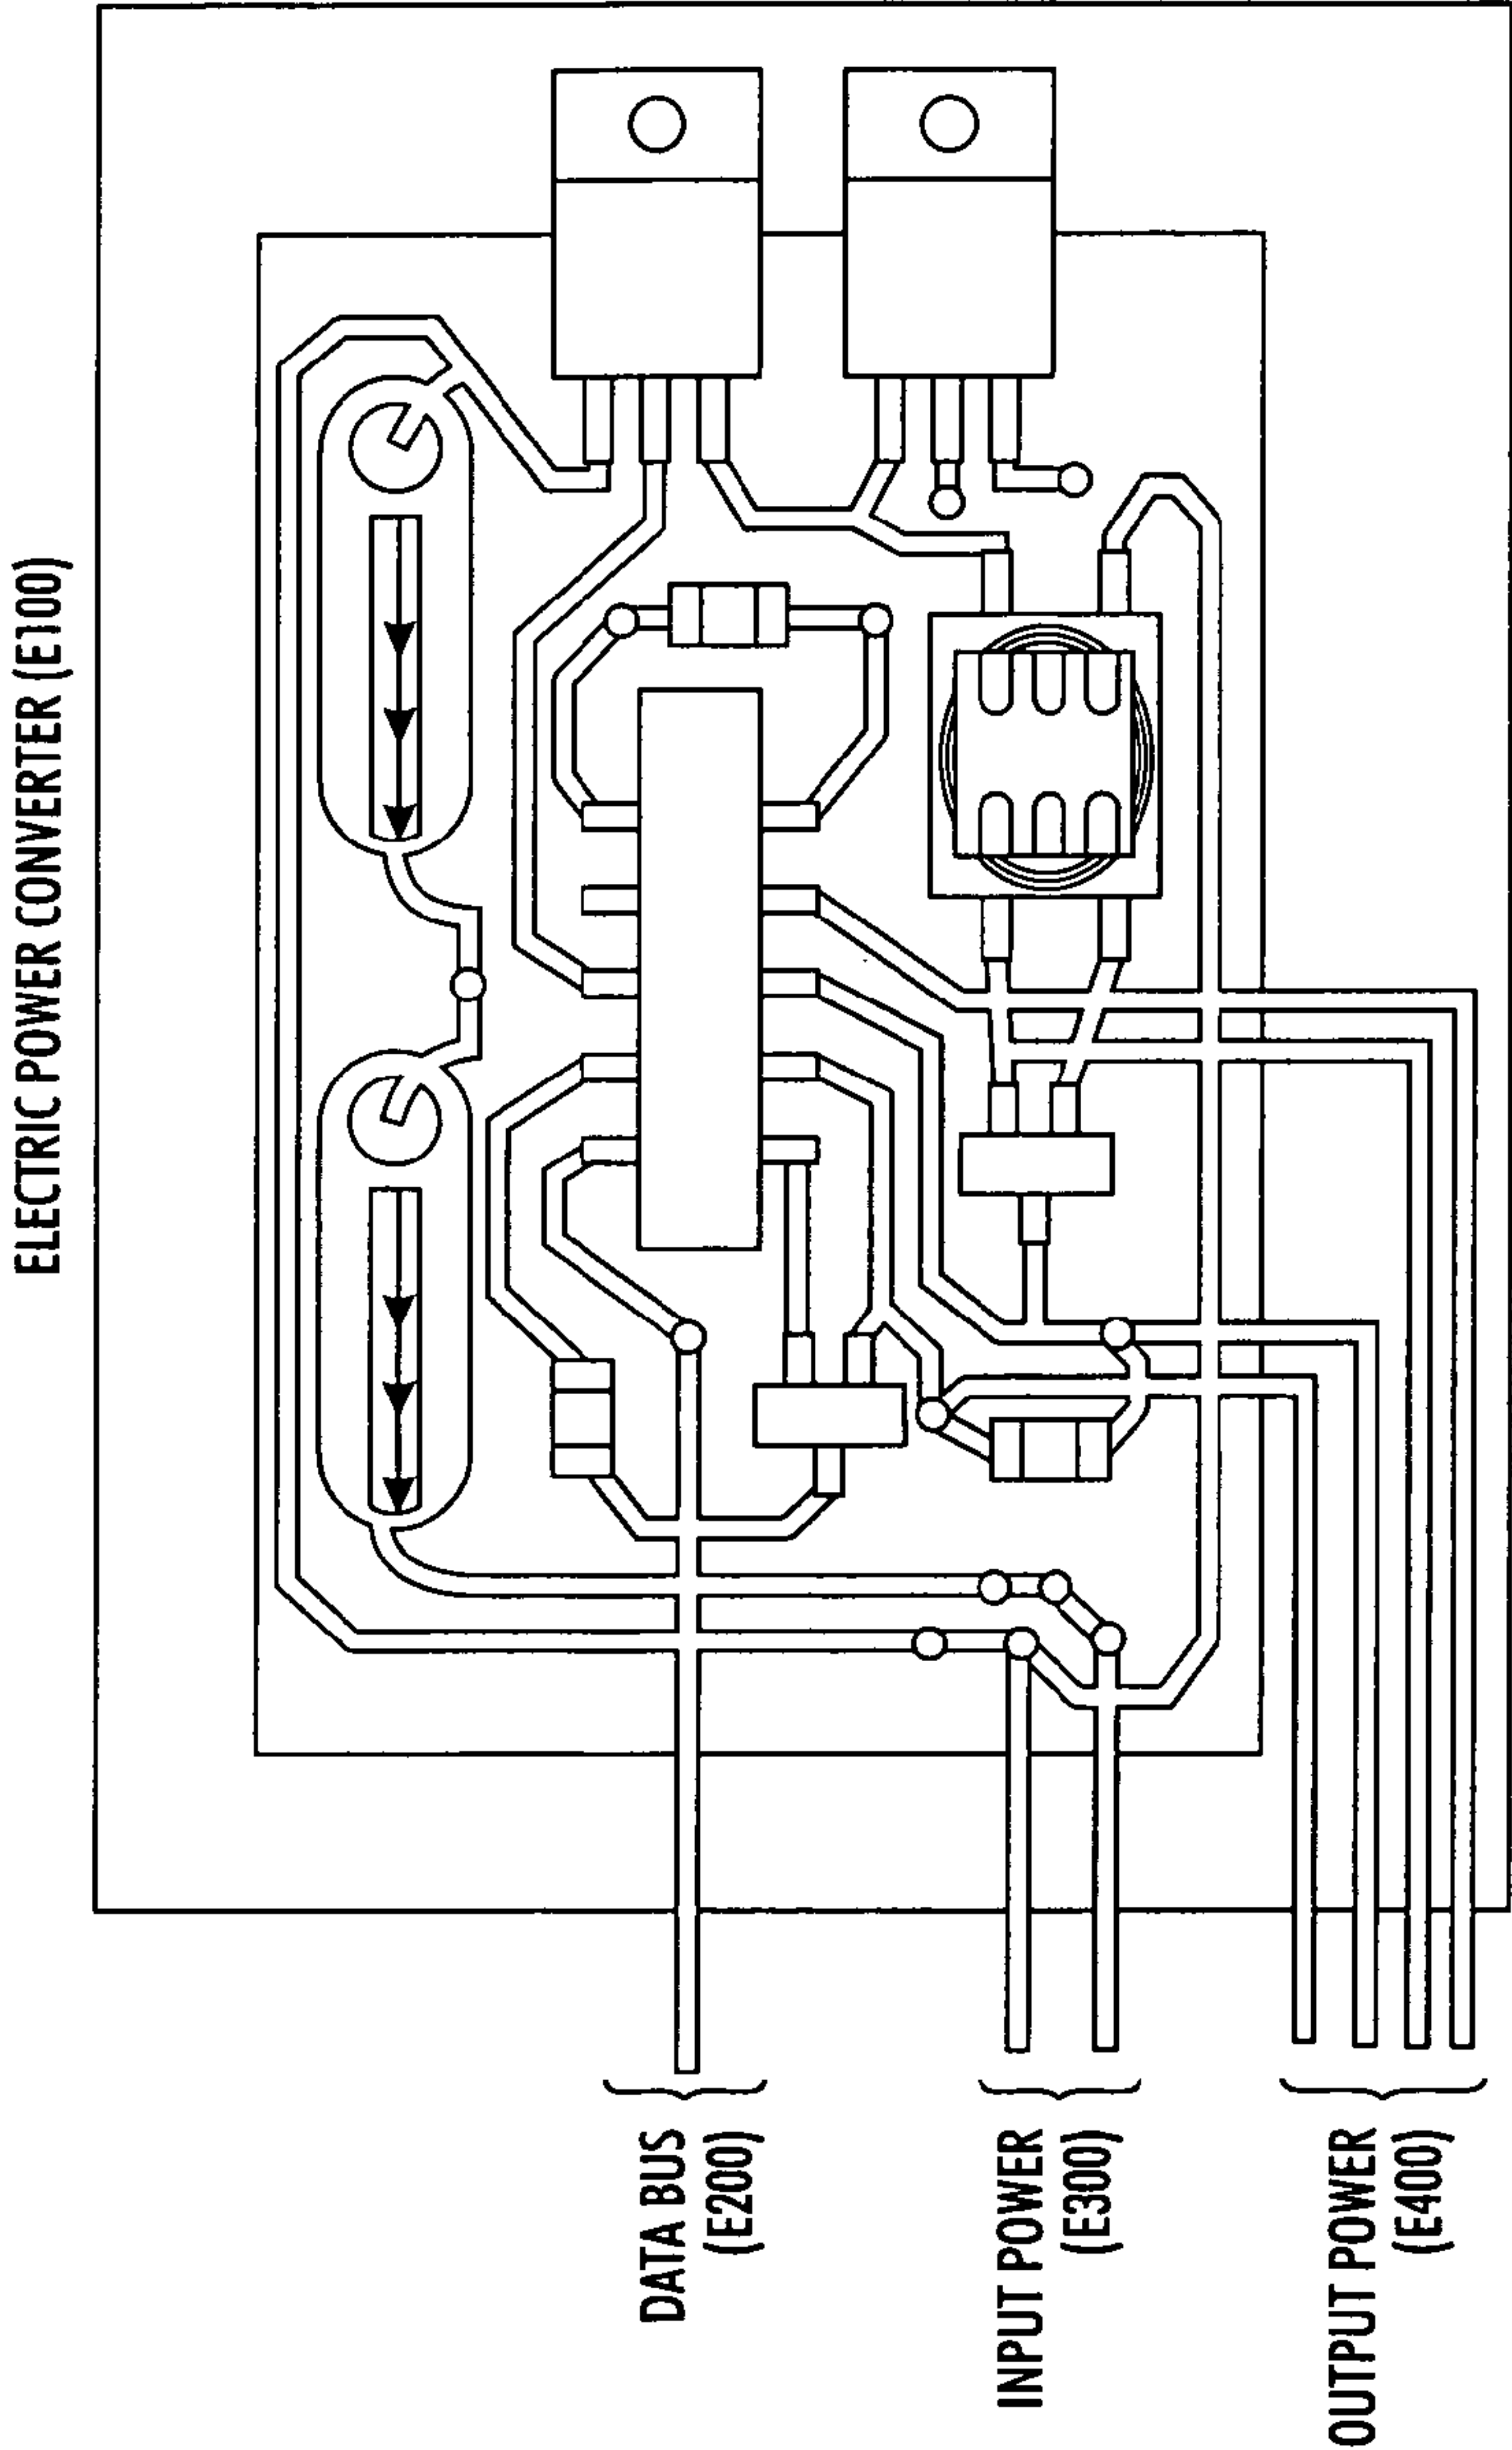 ELECTRIC POWER CONVERTER (E100)
DATA BUS
(E200)
INPUT POWER
(E300)
OUTPUT POWER
(E400)